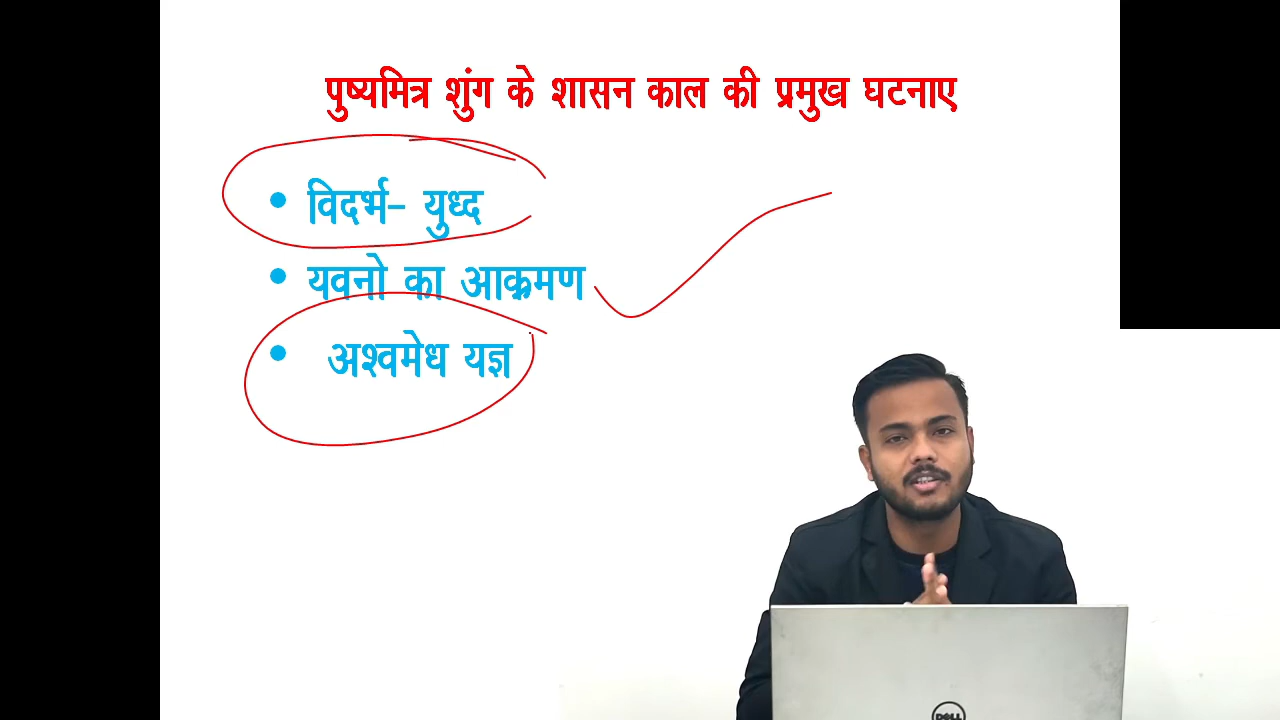 पुष्यमित्र शुंग के शासन काल की प्रमुख घटनाए
• विदर्भ- युध्द
• यवनो का आक्रमण
• अश्वमेध यज्ञ
DELL